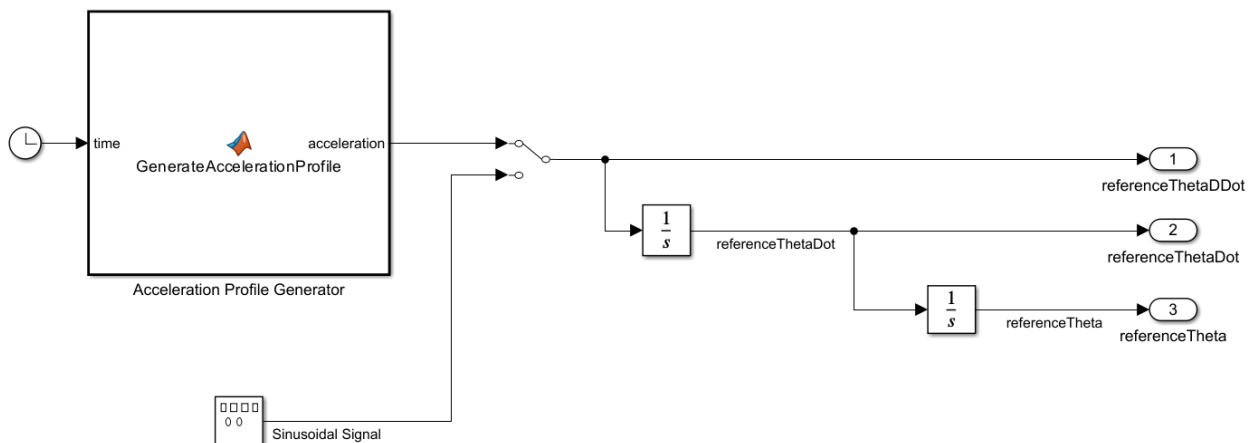 time
acceleration
GenerateAccelerationProfile
Acceleration Profile Generator
1
referenceThetaDDot
1
s
referenceThetaDot
2
referenceThetaDot
1
s
referenceTheta
3
referenceTheta
Sinusoidal Signal